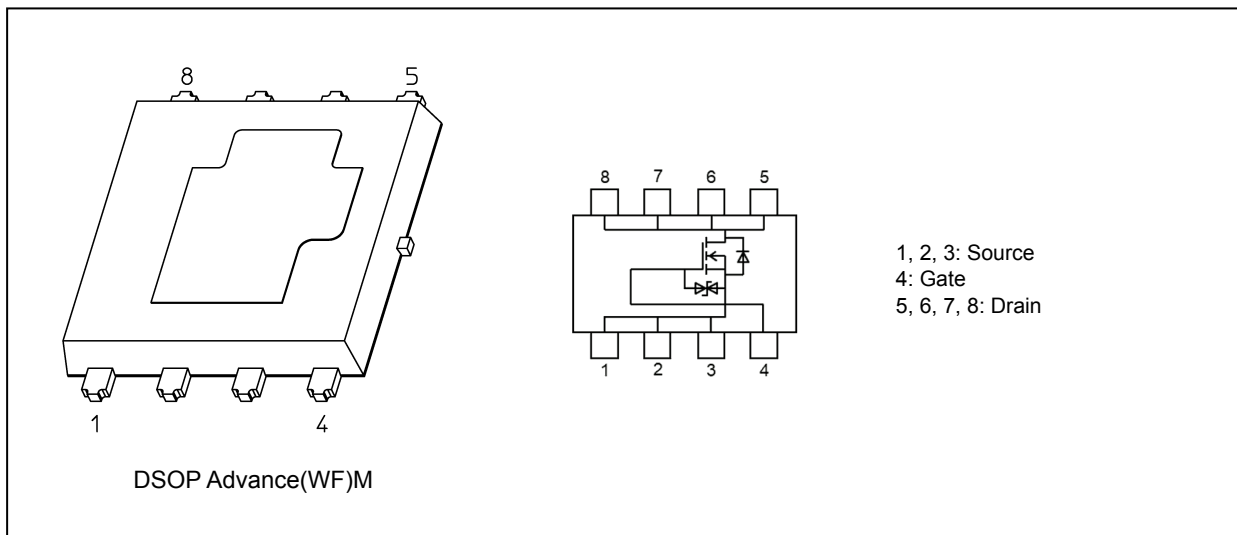 8 5
1 4
DSOP Advance(WF)M
8 7 6 5
1 2 3 4
1, 2, 3: Source
4: Gate
5, 6, 7, 8: Drain